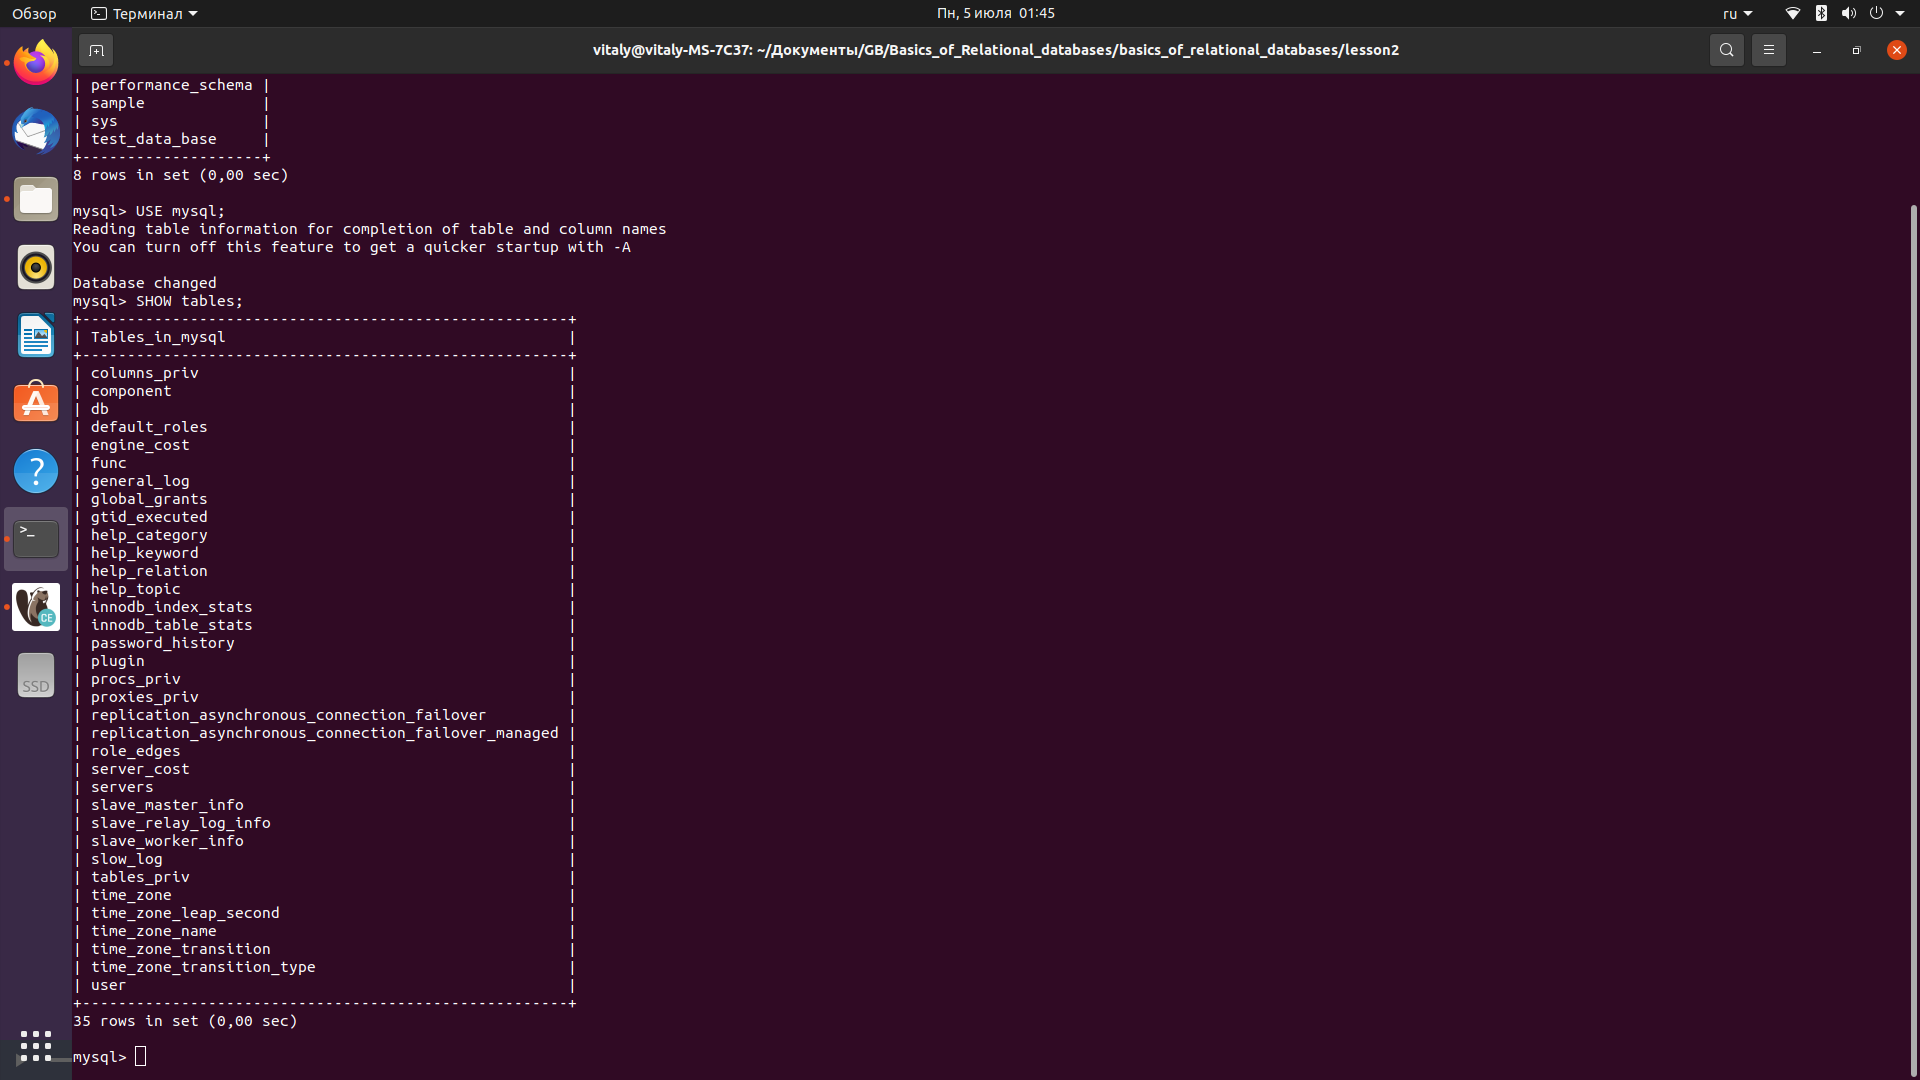 Обзор
Терминал
Пн, 5 июля 01:45
ru
vitaly@vitaly-MS-7C37: ~/Документы/GB/Basics_of_Relational_databases/basics_of_relational_databases/lesson2
| performance_schema |
| sample             |
| sys                |
| test_data_base     |
+--------------------+
8 rows in set (0,00 sec)
mysql> USE mysql;
Reading table information for completion of table and column names
You can turn off this feature to get a quicker startup with -A
Database changed
mysql> SHOW tables;
+------------------------------------------------------+
| Tables_in_mysql                                      |
+------------------------------------------------------+
| columns_priv                                         |
| component                                            |
| db                                                   |
| default_roles                                        |
| engine_cost                                          |
| func                                                 |
| general_log                                          |
| global_grants                                        |
| gtid_executed                                        |
| help_category                                        |
| help_keyword                                         |
| help_relation                                        |
| help_topic                                           |
| innodb_index_stats                                   |
| innodb_table_stats                                   |
| password_history                                     |
| plugin                                               |
| procs_priv                                           |
| proxies_priv                                         |
| replication_asynchronous_connection_failover         |
| replication_asynchronous_connection_failover_managed |
| role_edges                                           |
| server_cost                                          |
| servers                                              |
| slave_master_info                                    |
| slave_relay_log_info                                 |
| slave_worker_info                                    |
| slow_log                                             |
| tables_priv                                          |
| time_zone                                            |
| time_zone_leap_second                                |
| time_zone_name                                       |
| time_zone_transition                                 |
| time_zone_transition_type                            |
| user                                                 |
+------------------------------------------------------+
35 rows in set (0,00 sec)
mysql>
>_
CE
SSD